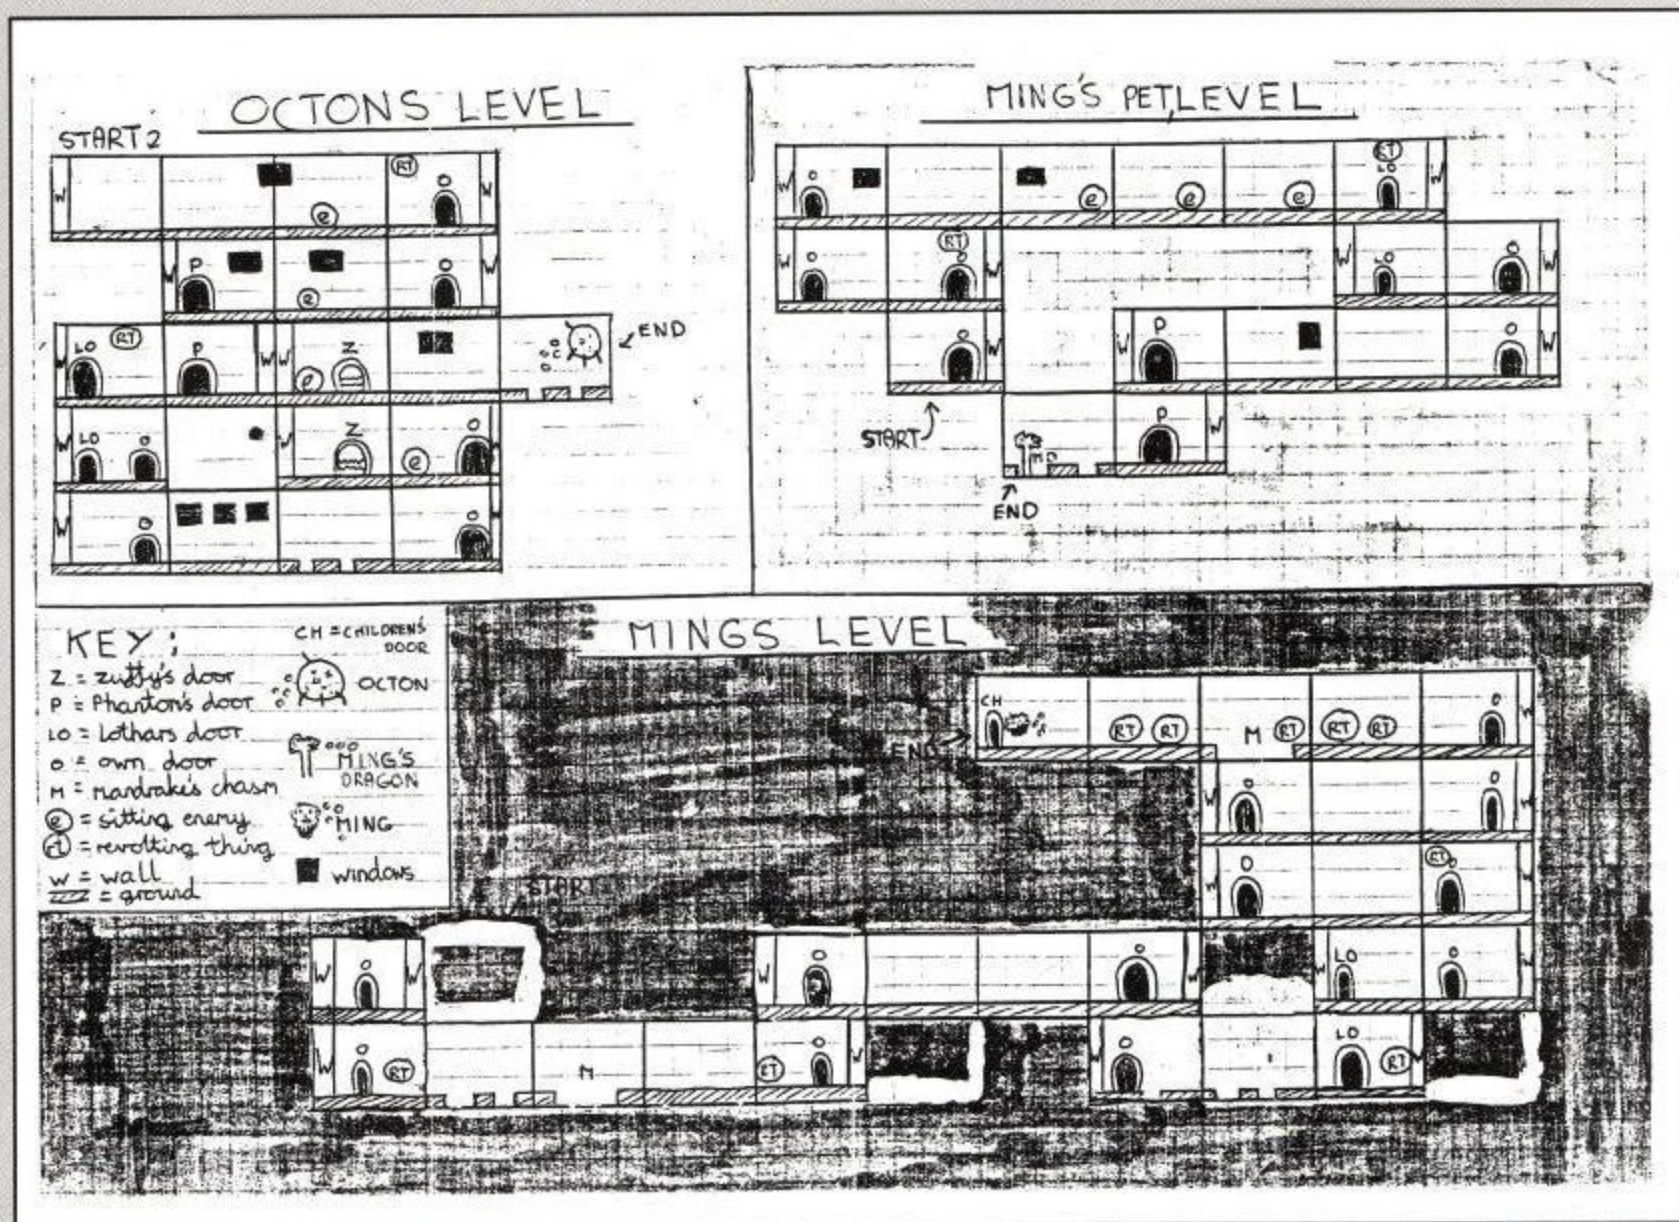 OCTONS LEVEL
START 2
RT
W O W
e
P O
W W
e
RT
LO P W W Z
W e
END
LO O W Z O
W e
O O
W W
MING'S PET LEVEL
RT
O LO
W e e e W
RT
O O W W LO O W
W
O W P O
W W
START
P
W
END
KEY:
Z = zuffy's door
P = Phantom's door
LO = Lothars door
O = own door
M = mandrake's chasm
e = sitting enemy
rt = revolting thing
W = wall
= ground
CH = CHILDREN'S
DOOR
OCTON
MING'S
DRAGON
MING
windows
MINGS LEVEL
CH O
RT RT M RT RT RT W
END
O O
W W
O RT O
W W
START
W O W W O O W W LO O W
O RT M RT O W W O LO RT W
W